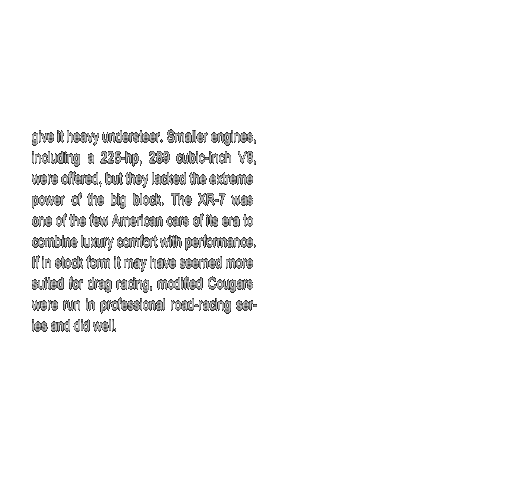 give it heavy understeer. Smaller engines,
including a 225-hp, 289 cubic-inch V8,
were offered, but they lacked the extreme
power of the big block. The XR-7 was
one of the few American cars of its era to
combine luxury comfort with performance.
If in stock form it may have seemed more
suited for drag racing, modified Cougars
were run in professional road-racing ser-
ies and did well.